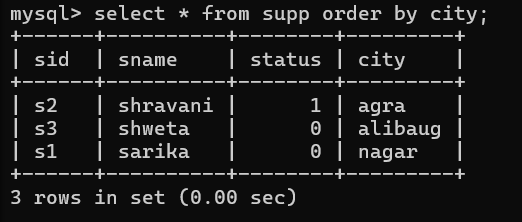 mysql> select * from supp order by city;
+------+----------+--------+---------+
| sid  | sname    | status | city    |
+------+----------+--------+---------+
| s2   | shravani |      1 | agra    |
| s3   | shweta   |      0 | alibaug |
| s1   | sarika   |      0 | nagar   |
+------+----------+--------+---------+
3 rows in set (0.00 sec)